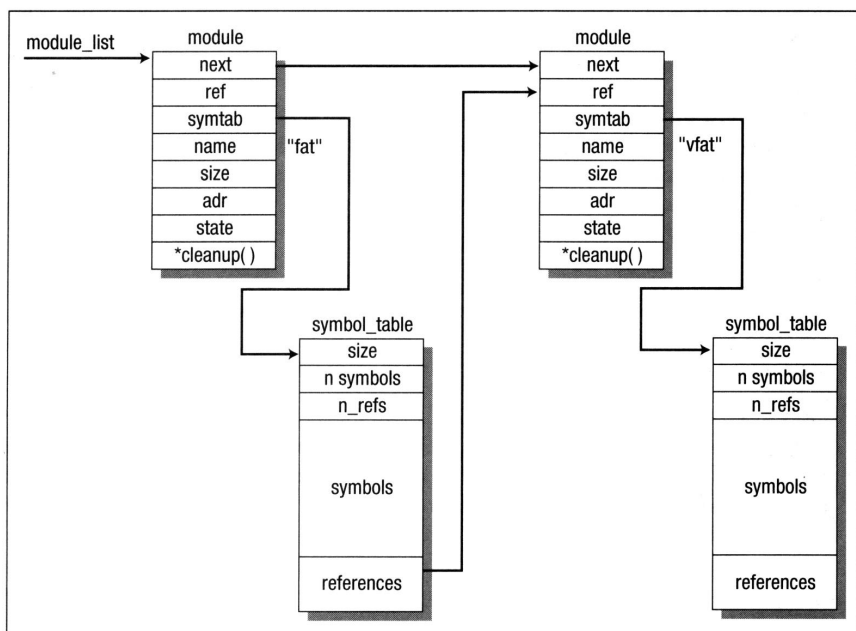 module_list
module
next
ref
symtab
name
size
adr
state
*cleanup( )
"fat"
module
next
ref
symtab
name
size
adr
state
*cleanup( )
"vfat"
symbol_table
size
n symbols
n_refs
symbols
references
symbol_table
size
n symbols
n_refs
symbols
references